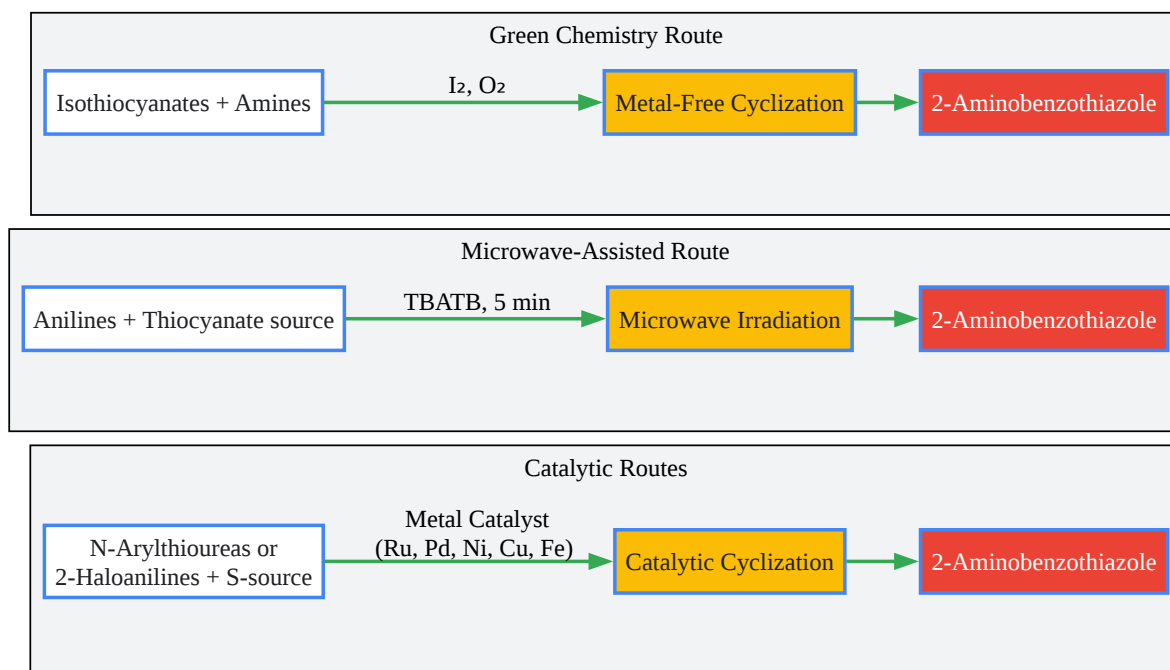 Green Chemistry Route
Isothiocyanates + Amines
I₂, O₂
Metal-Free Cyclization
2-Aminobenzothiazole
Microwave-Assisted Route
Anilines + Thiocyanate source
TBATB, 5 min
Microwave Irradiation
2-Aminobenzothiazole
Catalytic Routes
N-Arylthioureas or
2-Haloanilines + S-source
Metal Catalyst
(Ru, Pd, Ni, Cu, Fe)
Catalytic Cyclization
2-Aminobenzothiazole